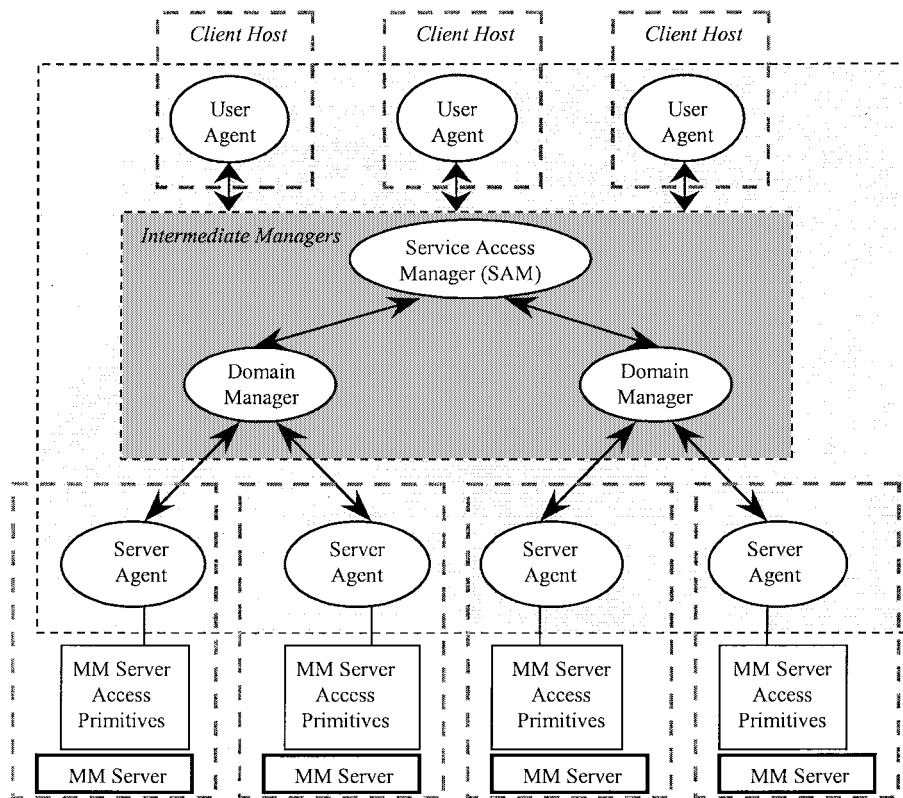 Client Host
Client Host
Client Host
User
Agent
User
Agent
User
Agent
Intermediate Managers
Service Access
Manager (SAM)
Domain
Manager
Domain
Manager
Server
Agent
Server
Agent
Server
Agent
Server
Agent
MM Server
Access
Primitives
MM Server
Access
Primitives
MM Server
Access
Primitives
MM Server
Access
Primitives
MM Server
MM Server
MM Server
MM Server